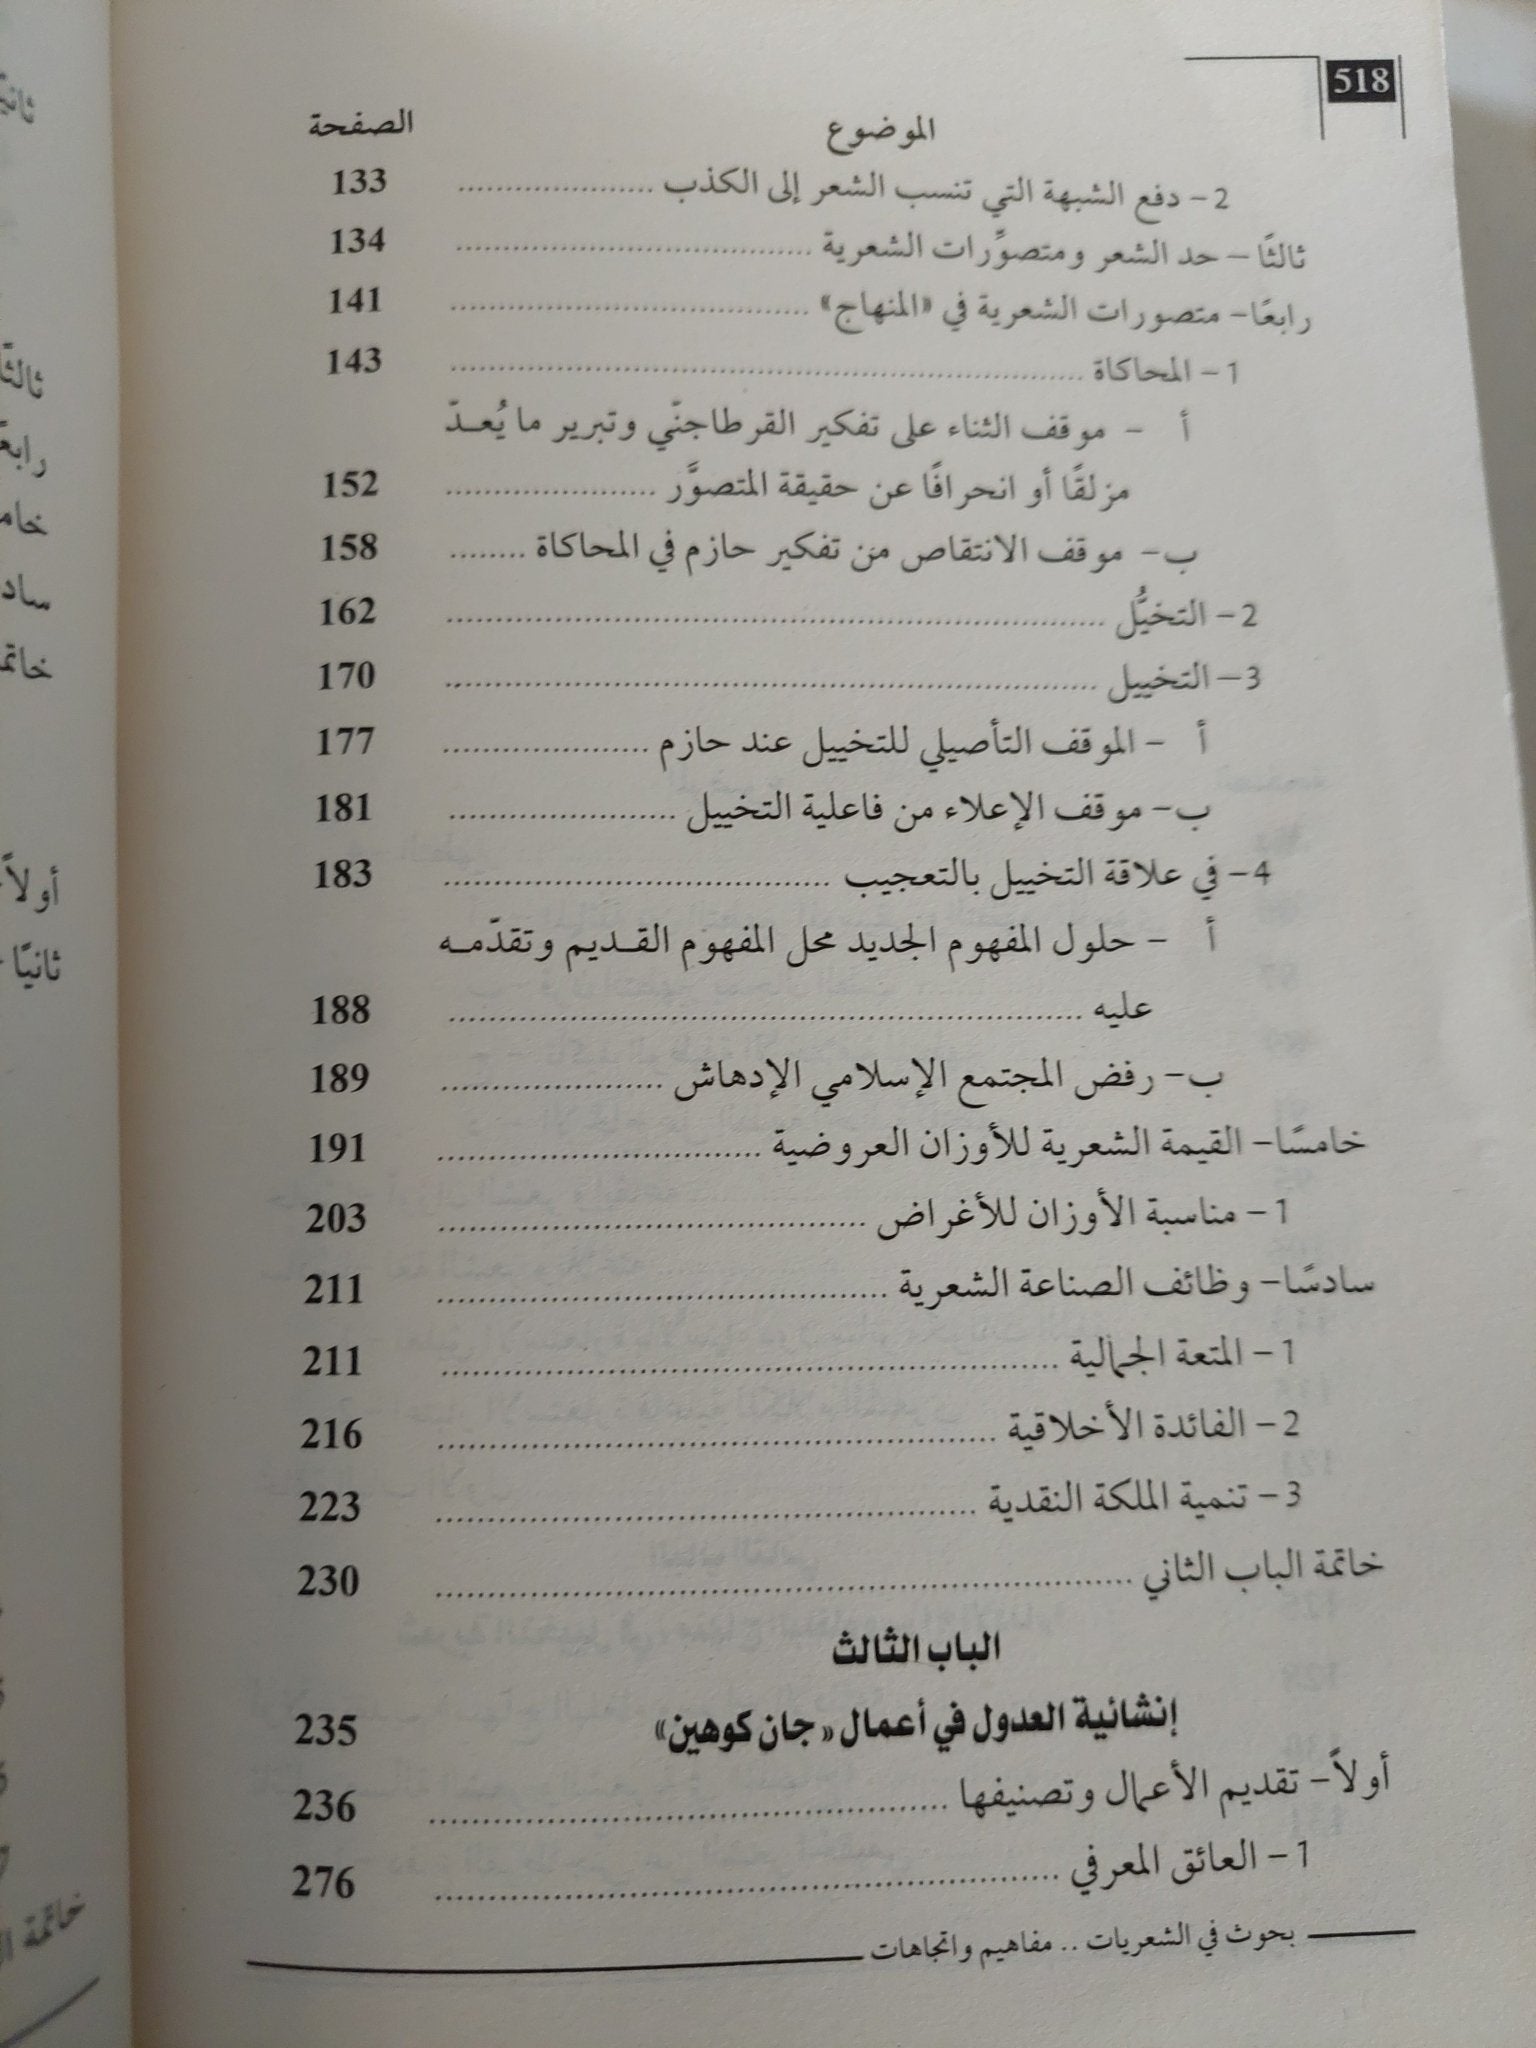 518
الموضوع الصفحة
2- دفع الشبهة التي تنسب الشعر إلى الكذب ..................... 133
ثالثًا – حد الشعر ومتصوِّرات الشعرية ...................................... 134
رابعًا- متصورات الشعرية في «المنهاج» ...................................... 141
1- المحاكاة ................................................................ 143
أ - موقف الثناء على تفكير القرطاجنّي وتبرير ما يُعـدّ
مزلقًا أو انحرافًا عن حقيقة المتصوَّر ...................... 152
ب- موقف الانتقاص من تفكير حازم في المحاكاة ........ 158
2- التخيُّل .................................................................. 162
3- التخييل .................................................................. 170
أ - الموقف التأصيلي للتخييل عند حازم ..................... 177
ب- موقف الإعلاء من فاعلية التخييل ....................... 181
4- في علاقة التخييل بالتعجيب ....................................... 183
أ - حلول المفهوم الجديد محل المفهوم القـديم وتقدّمـه
عليه ................................................................ 188
ب- رفض المجتمع الإسلامي الإدهاش ....................... 189
خامسًا- القيمة الشعرية للأوزان العروضية ................................. 191
1- مناسبة الأوزان للأغراض ........................................... 203
سادسًا- وظائف الصناعة الشعرية .............................................. 211
1- المتعة الجمالية .............................................................. 211
2- الفائدة الأخلاقية ........................................................ 216
3- تنمية الملكة النقدية ...................................................... 223
خاتمة الباب الثاني ...................................................................... 230
الباب الثالث
إنشائية العدول في أعمال «جان كوهين» 235
أولاً- تقديم الأعمال وتصنيفها .................................................... 236
1- العائق المعرفي .............................................................. 276
بحوث في الشعريات .. مفاهيم واتجاهات